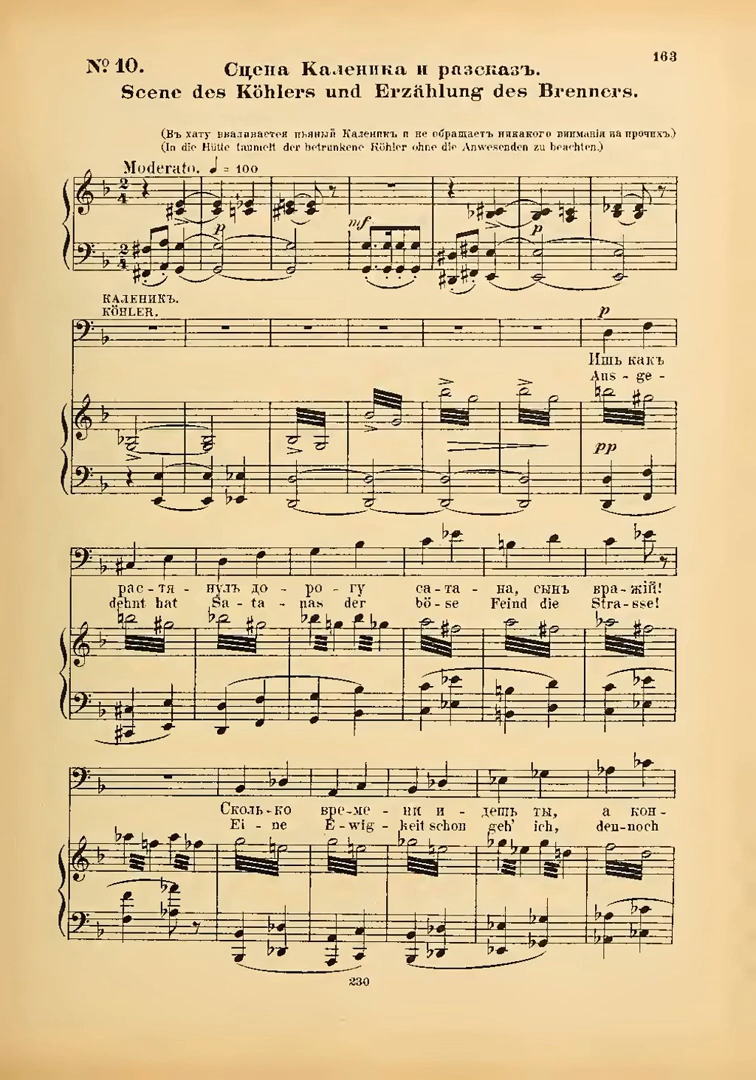 163
№ 10.
Сцена Каленика и разсказъ.
Scene des Köhlers und Erzählung des Brenners.
(Въ хату вваливается пьяный Каленикъ и не обращаетъ никакого вниманія на прочихъ.)
(In die Hütte taumelt der betrunkene Köhler ohne die Anwesenden zu beachten.)
Moderato. ♩ = 100
p mf p
КАЛЕНИКЪ.
KÖHLER.
p
Ишь какъ
Aus - ge -
pp
рас - тя - нулъ до - ро - гу са - та - на, сынъ вра - жій!
dehnt hat Sa - ta - nas der bö - se Feind die Stra - sse!
Сколь - ко вре - ме - ни и - дешь ты, а кон -
Ei - ne E - wig - keit schon geh' ich, den - noch
230